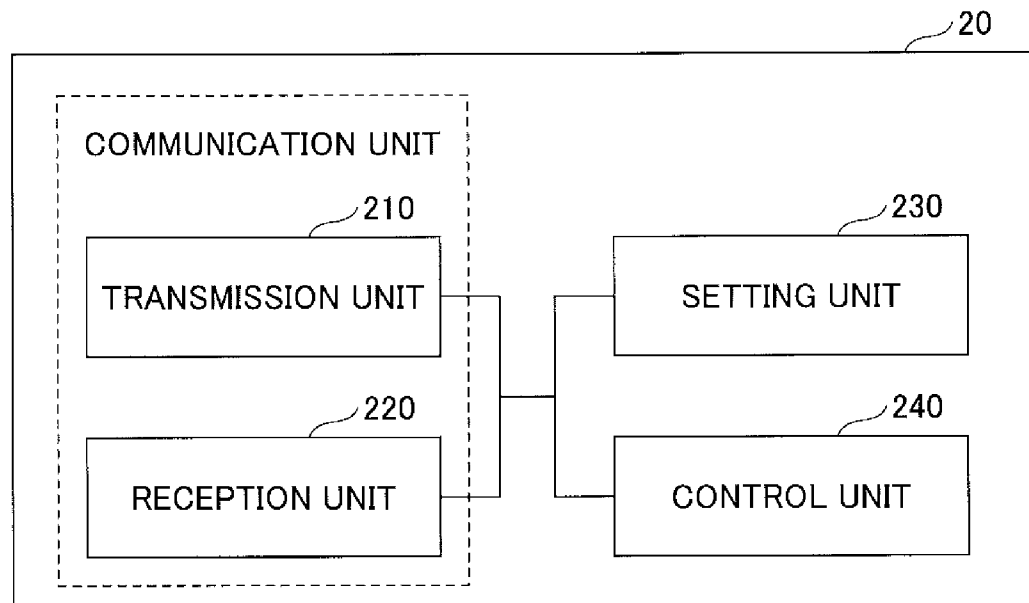 20
COMMUNICATION UNIT
210
TRANSMISSION UNIT
220
RECEPTION UNIT
230
SETTING UNIT
240
CONTROL UNIT